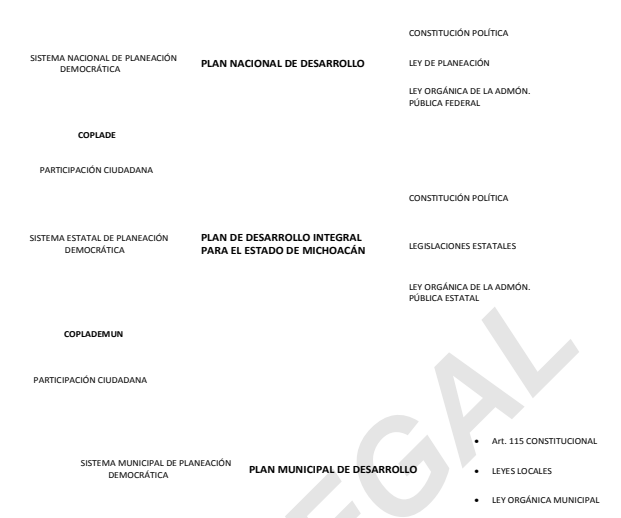 CONSTITUCIÓN POLÍTICA
SISTEMA NACIONAL DE PLANEACIÓN
DEMOCRÁTICA
PLAN NACIONAL DE DESARROLLO
LEY DE PLANEACIÓN
LEY ORGÁNICA DE LA ADMÓN.
PÚBLICA FEDERAL
COPLADE
PARTICIPACIÓN CIUDADANA
CONSTITUCIÓN POLÍTICA
SISTEMA ESTATAL DE PLANEACIÓN
DEMOCRÁTICA
PLAN DE DESARROLLO INTEGRAL
PARA EL ESTADO DE MICHOACÁN
LEGISLACIONES ESTATALES
LEY ORGÁNICA DE LA ADMÓN.
PÚBLICA ESTATAL
COPLADEMUN
PARTICIPACIÓN CIUDADANA
• Art. 115 CONSTITUCIONAL
SISTEMA MUNICIPAL DE PLANEACIÓN
DEMOCRÁTICA
PLAN MUNICIPAL DE DESARROLLO
• LEYES LOCALES
• LEY ORGÁNICA MUNICIPAL